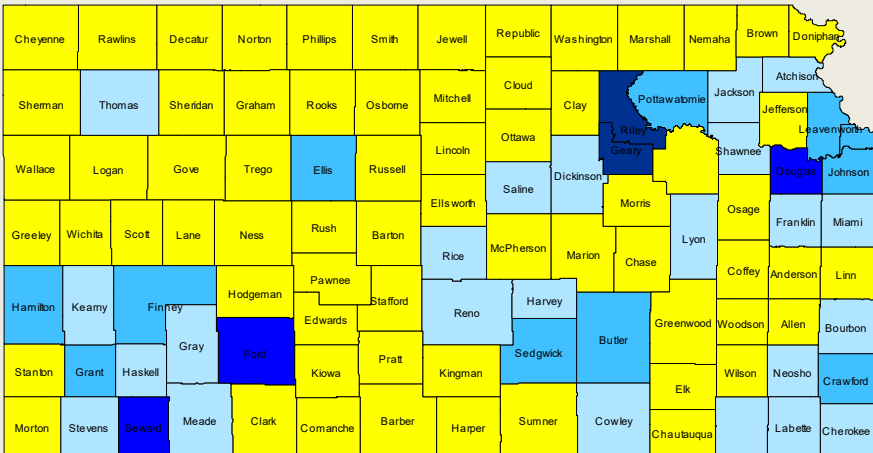 Cheyenne
Rawlins
Decatur
Norton
Phillips
Smith
Jewell
Republic
Washington
Marshall
Nemaha
Brown
Doniphan
Sherman
Thomas
Sheridan
Graham
Rooks
Osborne
Mitchell
Cloud
Clay
Riley
Pottawatomie
Jackson
Atchison
Jefferson
Leavenworth
Wallace
Logan
Gove
Trego
Ellis
Russell
Lincoln
Ottawa
Saline
Dickinson
Geary
Shawnee
Douglas
Johnson
Greeley
Wichita
Scott
Lane
Ness
Rush
Barton
Ellsworth
Rice
McPherson
Marion
Morris
Chase
Lyon
Osage
Franklin
Miami
Hamilton
Kearny
Finney
Hodgeman
Pawnee
Stafford
Edwards
Reno
Harvey
Butler
Greenwood
Coffey
Anderson
Linn
Woodson
Allen
Bourbon
Stanton
Grant
Haskell
Gray
Ford
Kiowa
Pratt
Kingman
Sedgwick
Elk
Wilson
Neosho
Crawford
Morton
Stevens
Seward
Meade
Clark
Comanche
Barber
Harper
Sumner
Cowley
Chautauqua
Labette
Cherokee